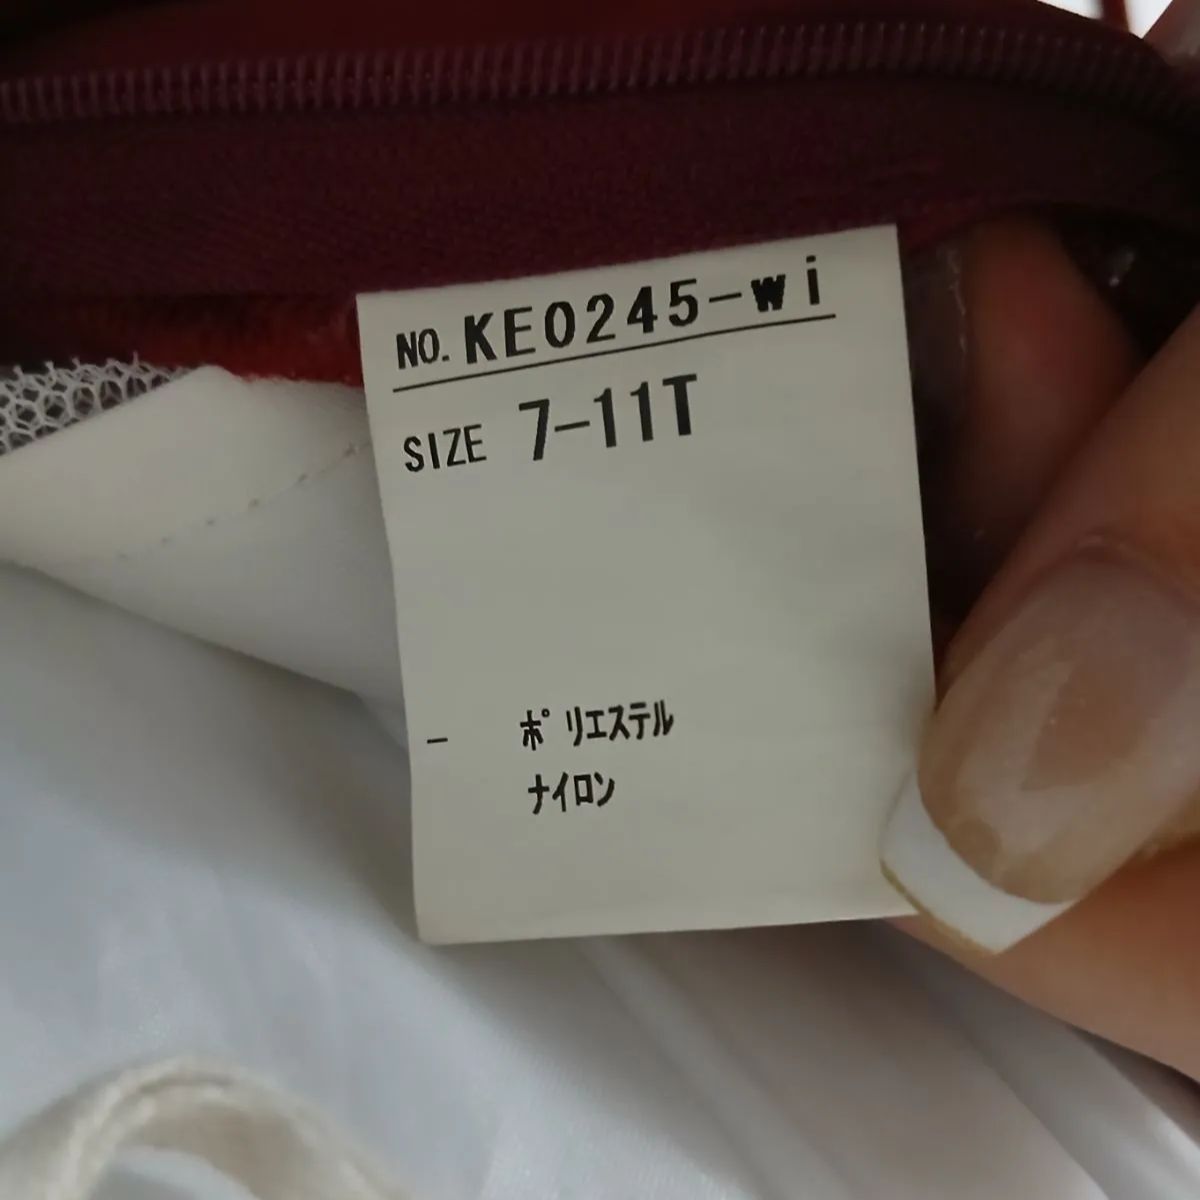 NO. KE0245-wi
SIZE 7-11T
- ﾎﾟﾘｴｽﾃﾙ
ﾅｲﾛﾝ